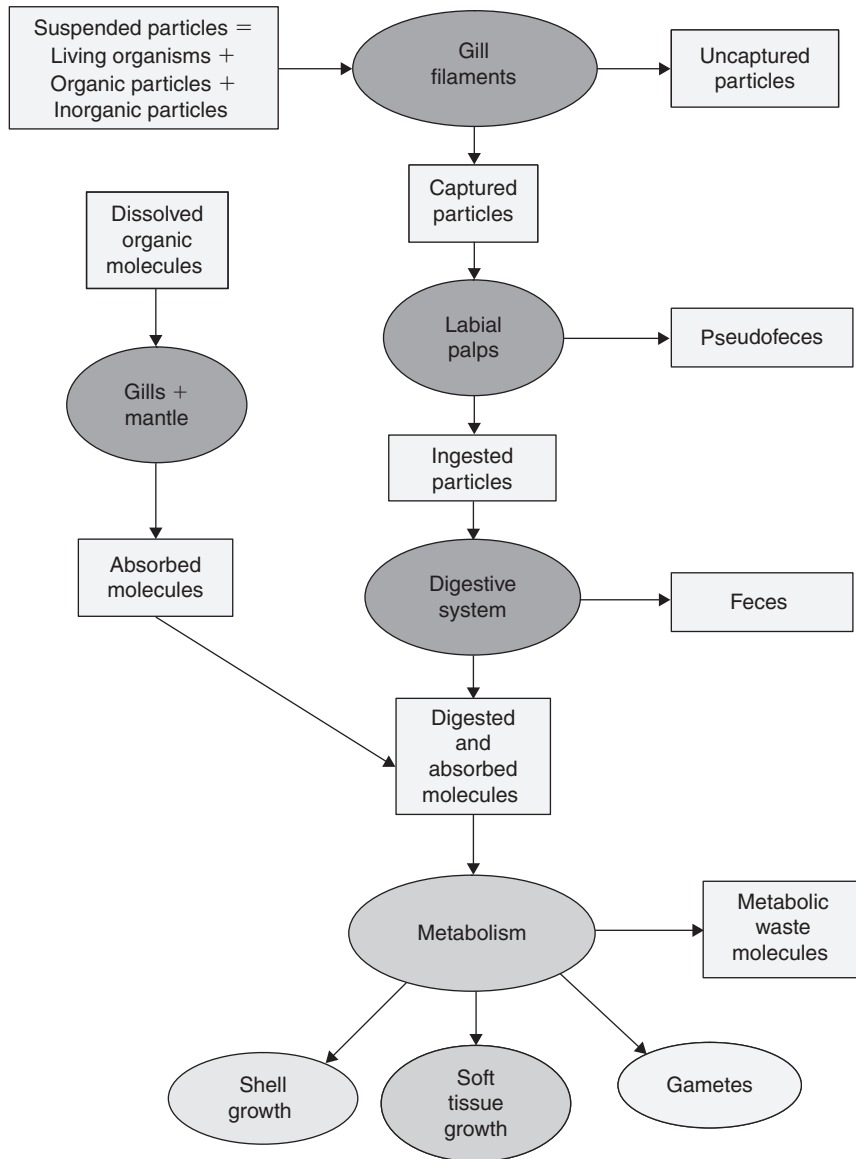 Suspended particles =
Living organisms +
Organic particles +
Inorganic particles
Gill
filaments
Uncaptured
particles
Captured
particles
Dissolved
organic
molecules
Labial
palps
Pseudofeces
Gills +
mantle
Ingested
particles
Absorbed
molecules
Digestive
system
Feces
Digested
and
absorbed
molecules
Metabolism
Metabolic
waste
molecules
Shell
growth
Soft
tissue
growth
Gametes